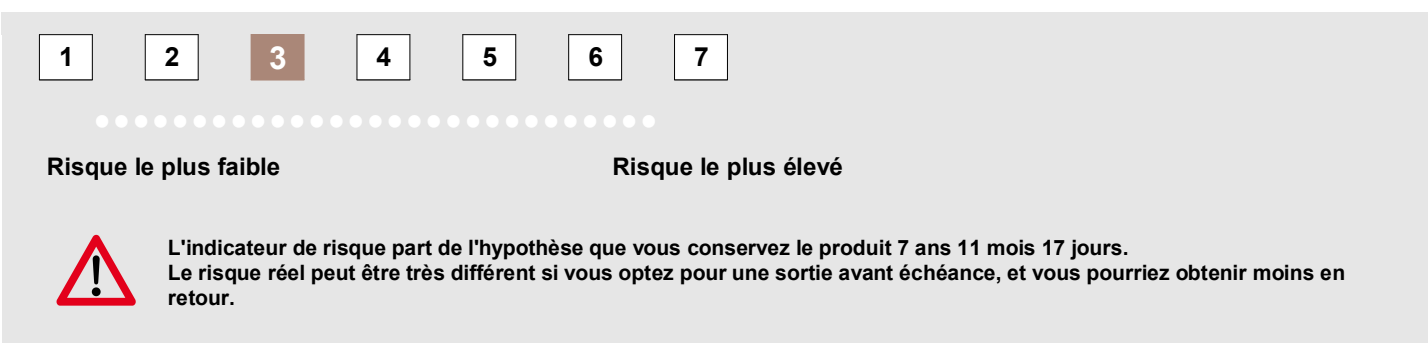 1 2 3 4 5 6 7
Risque le plus faible Risque le plus élevé
L'indicateur de risque part de l'hypothèse que vous conservez le produit 7 ans 11 mois 17 jours.
Le risque réel peut être très différent si vous optez pour une sortie avant échéance, et vous pourriez obtenir moins en
retour.